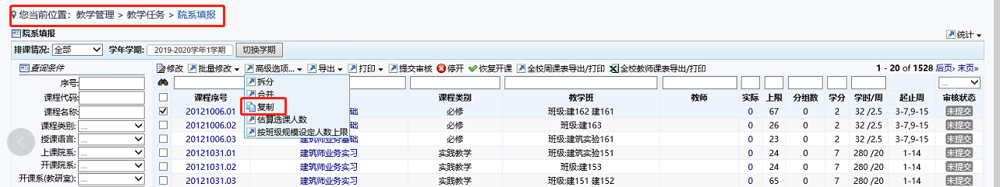 您当前位置： 教学管理 > 教学任务 > 院系填报
院系填报 统计
排课情况: 全部 学年学期: 2019-2020学年1学期 切换学期
查询条件 修改 批量修改 高级选项... 导出 打印 提交审核 停开 恢复开课 全校周课表导出/打印 全校教师课表导出/打印 1 - 20 of 1528 后页› 末页»
序号: 拆分 ...
课程代码: 合并
课程序号 课程类别 教学班 教师 实际 上限 分组数 学分 学时/周 起止周 审核状态
课程名称: 复制
20121006.01 础 必修 班级:建162 建161 0 67 0 2 32 /2.5 3-7,9-15 未提交
课程类别: ... 估算选课人数
20121006.02 必修 班级:建163 0 26 0 2 32 /2.5 3-7,9-15 未提交
授课语言: ... 按班级规模设定人数上限
20121006.03 建筑师业务基础 必修 班级:建筑实验161 0 23 0 2 32 /2.5 3-7,9-15 未提交
上课院系: ... 20121031.01 建筑师业务实习 实践教学 班级:建筑实验151 0 24 0 7 280 /20 1-14 未提交
开课院系: ... 20121031.02 建筑师业务实习 实践教学 班级:建153 0 24 0 7 280 /20 1-14 未提交
开课系(教研室): ... 20121031.03 建筑师业务实习 实践教学 班级:建151 建152 0 65 0 7 280 /20 1-14 未提交